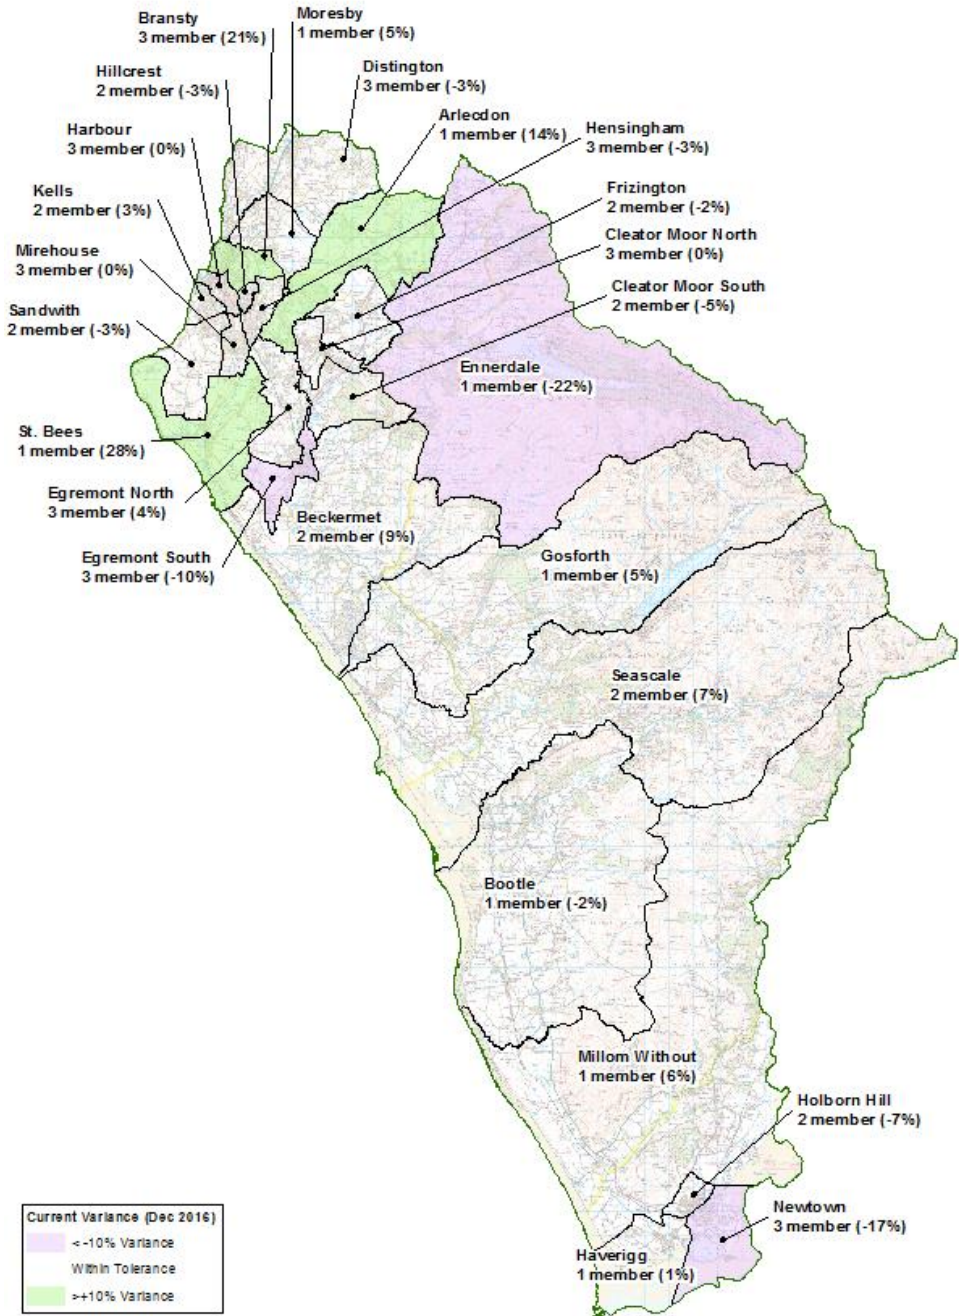 Bransty
3 member (21%)
Moresby
1 member (5%)
Hillcrest
2 member (-3%)
Distington
3 member (-3%)
Harbour
3 member (0%)
Arlecdon
1 member (14%)
Hensingham
3 member (-3%)
Kells
2 member (3%)
Frizington
2 member (-2%)
Mirehouse
3 member (0%)
Cleator Moor North
3 member (0%)
Sandwith
2 member (-3%)
Cleator Moor South
2 member (-5%)
Ennerdale
1 member (-22%)
St. Bees
1 member (28%)
Egremont North
3 member (4%)
Beckermet
2 member (9%)
Egremont South
3 member (-10%)
Gosforth
1 member (5%)
Seascale
2 member (7%)
Bootle
1 member (-2%)
Millom Without
1 member (6%)
Holborn Hill
2 member (-7%)
Newtown
3 member (-17%)
Haverigg
1 member (1%)
Current Variance (Dec 2016)
< -10% Variance
Within Tolerance
>+10% Variance